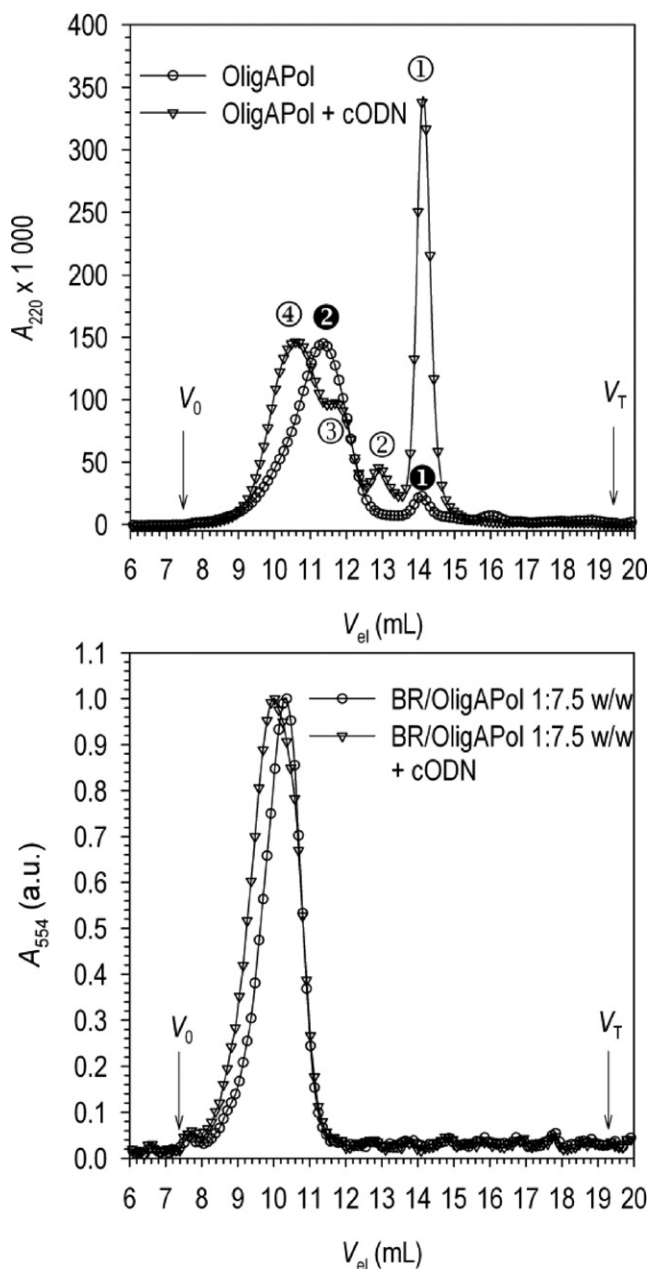 400
350
300
250
200
150
100
50
0
A220 x 1 000
OligAPol
OligAPol + cODN
①
④ ❷
③ ②
❶
V0
VT
6 7 8 9 10 11 12 13 14 15 16 17 18 19 20
Vel (mL)
1.1
1.0
0.9
0.8
0.7
0.6
0.5
0.4
0.3
0.2
0.1
0.0
A554 (a.u.)
BR/OligAPol 1:7.5 w/w
BR/OligAPol 1:7.5 w/w
+ cODN
V0
VT
6 7 8 9 10 11 12 13 14 15 16 17 18 19 20
Vel (mL)